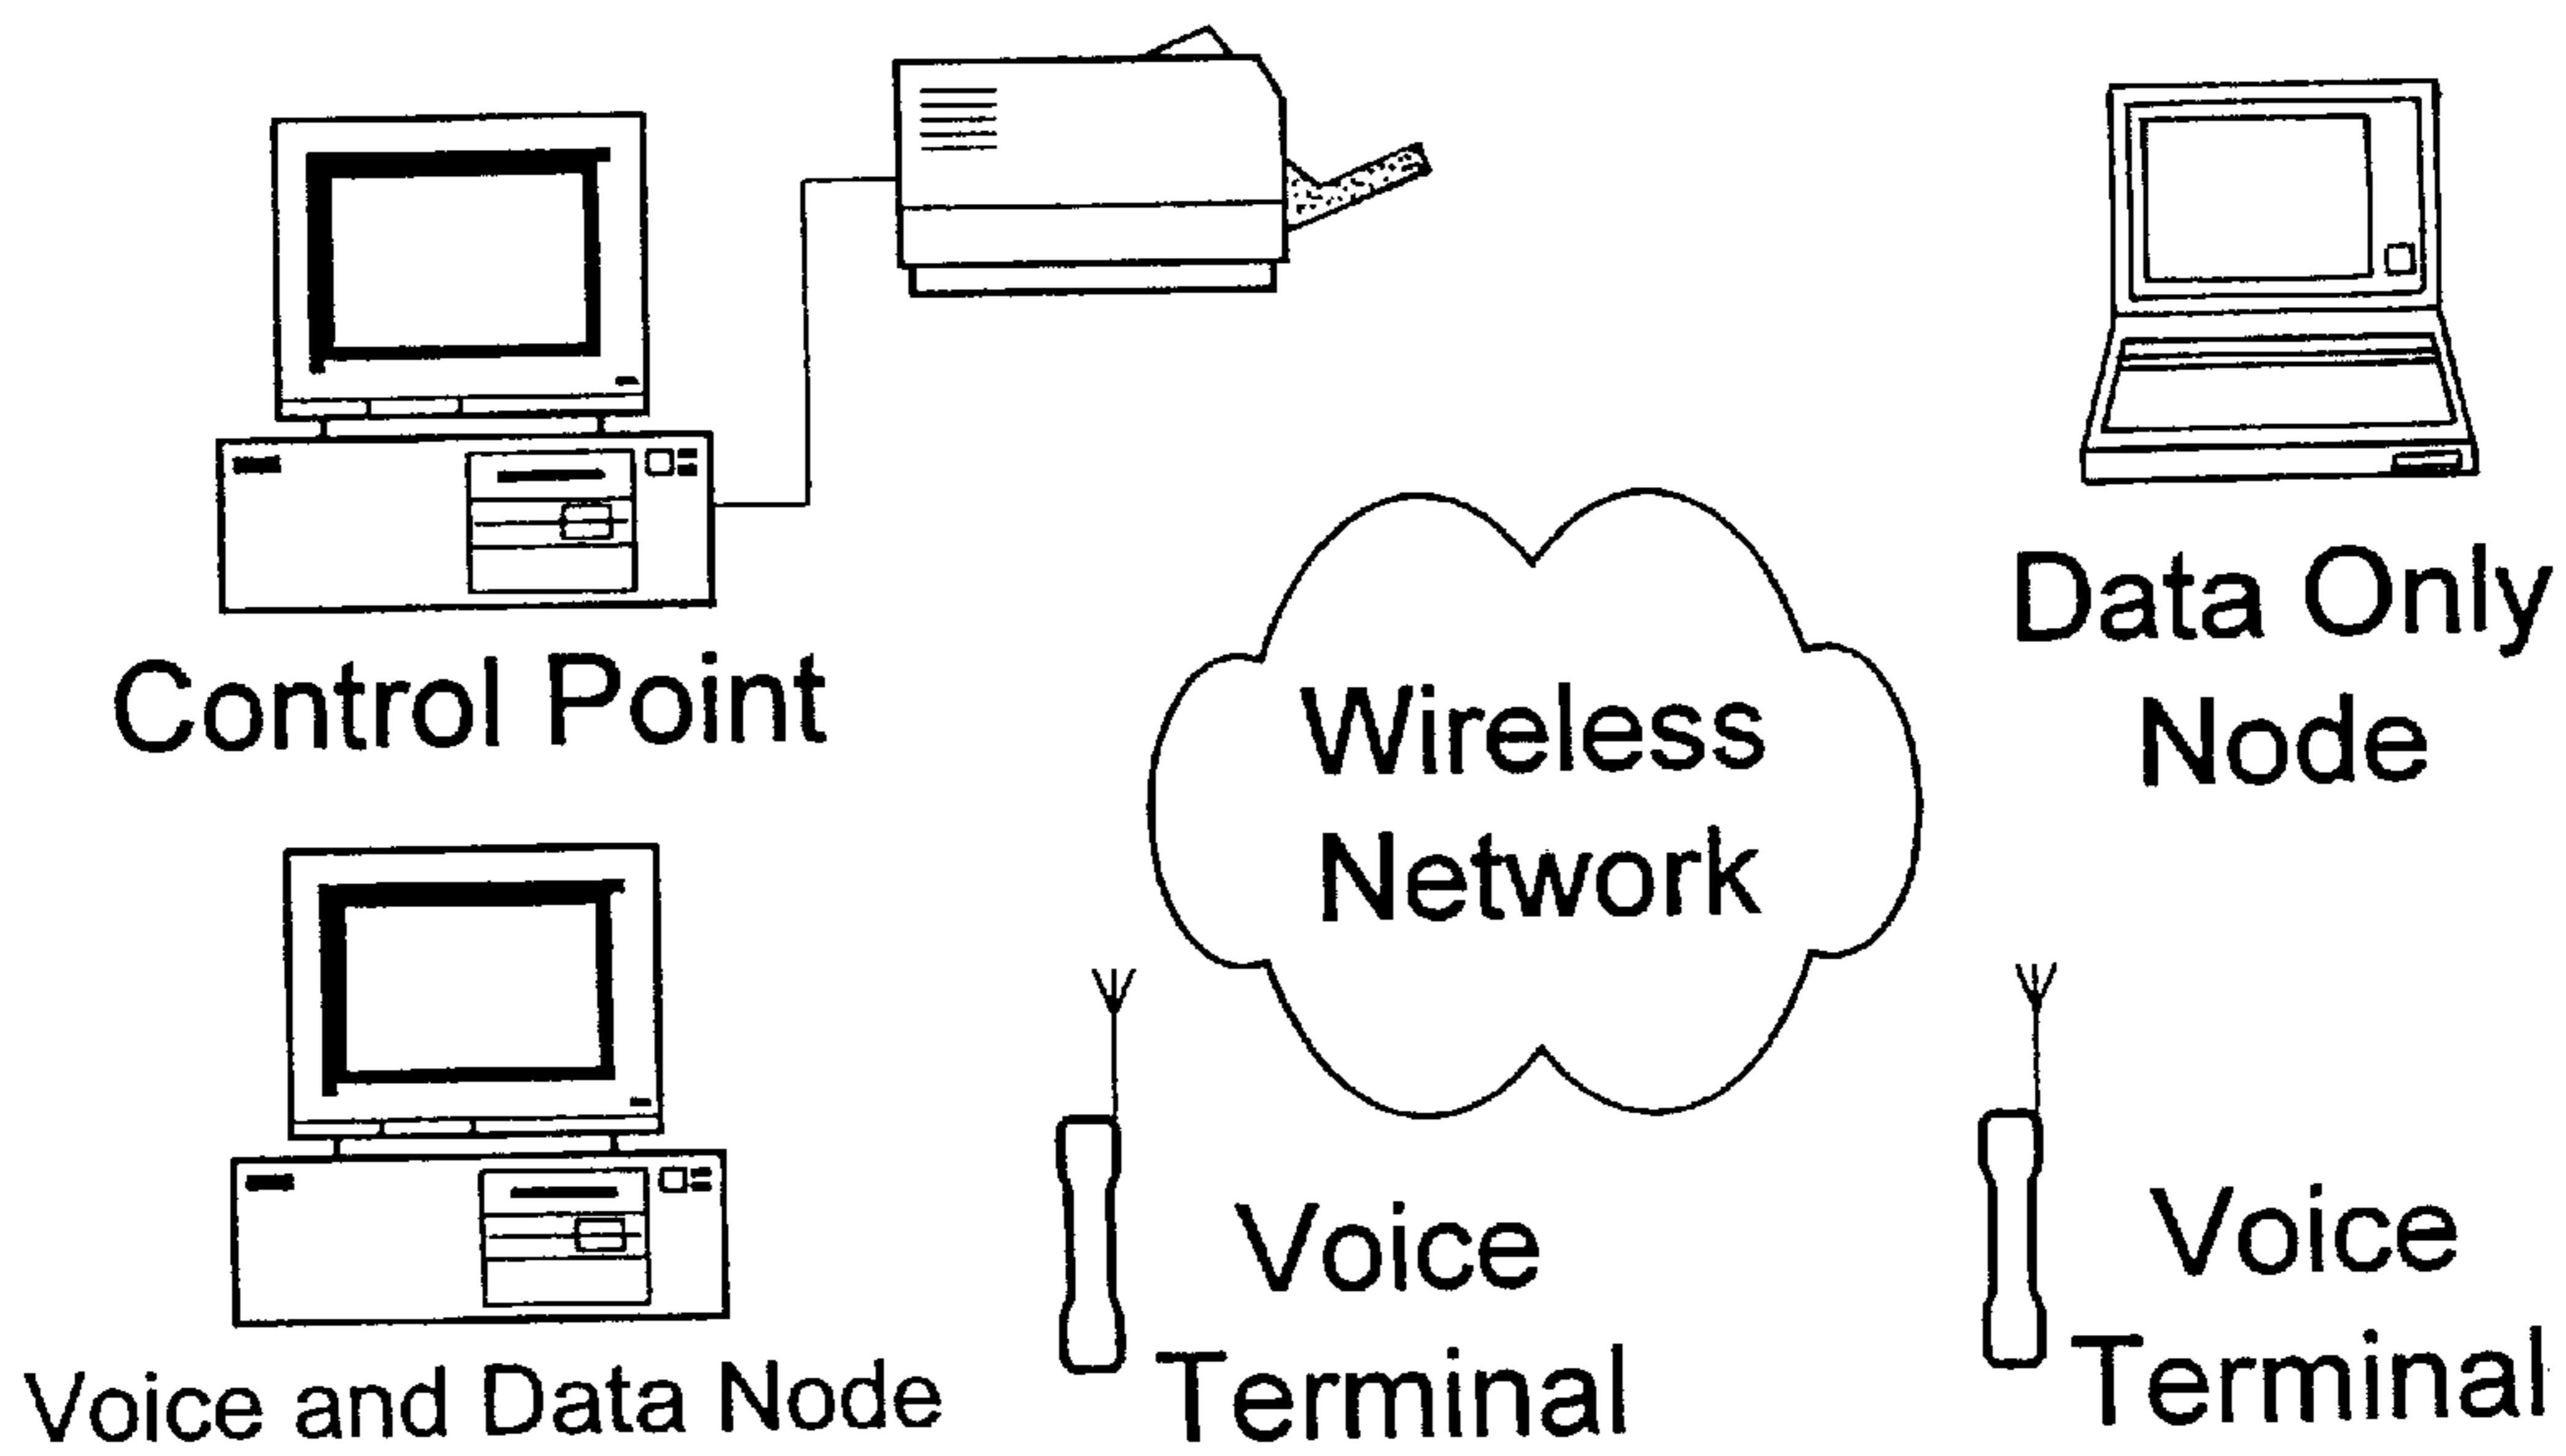 Control Point
Data Only
Node
Wireless
Network
Voice and Data Node
Voice
Terminal
Voice
Terminal